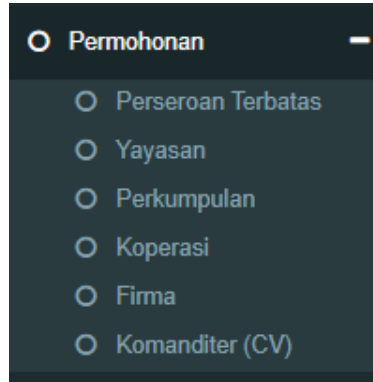 Permohonan
Perseroan Terbatas
Yayasan
Perkumpulan
Koperasi
Firma
Komanditer (CV)